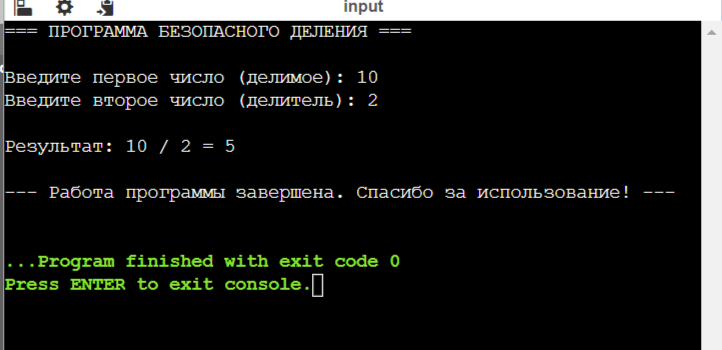 input
=== ПРОГРАММА БЕЗОПАСНОГО ДЕЛЕНИЯ ===
Введите первое число (делимое): 10
Введите второе число (делитель): 2
Результат: 10 / 2 = 5
--- Работа программы завершена. Спасибо за использование! ---
...Program finished with exit code 0
Press ENTER to exit console.